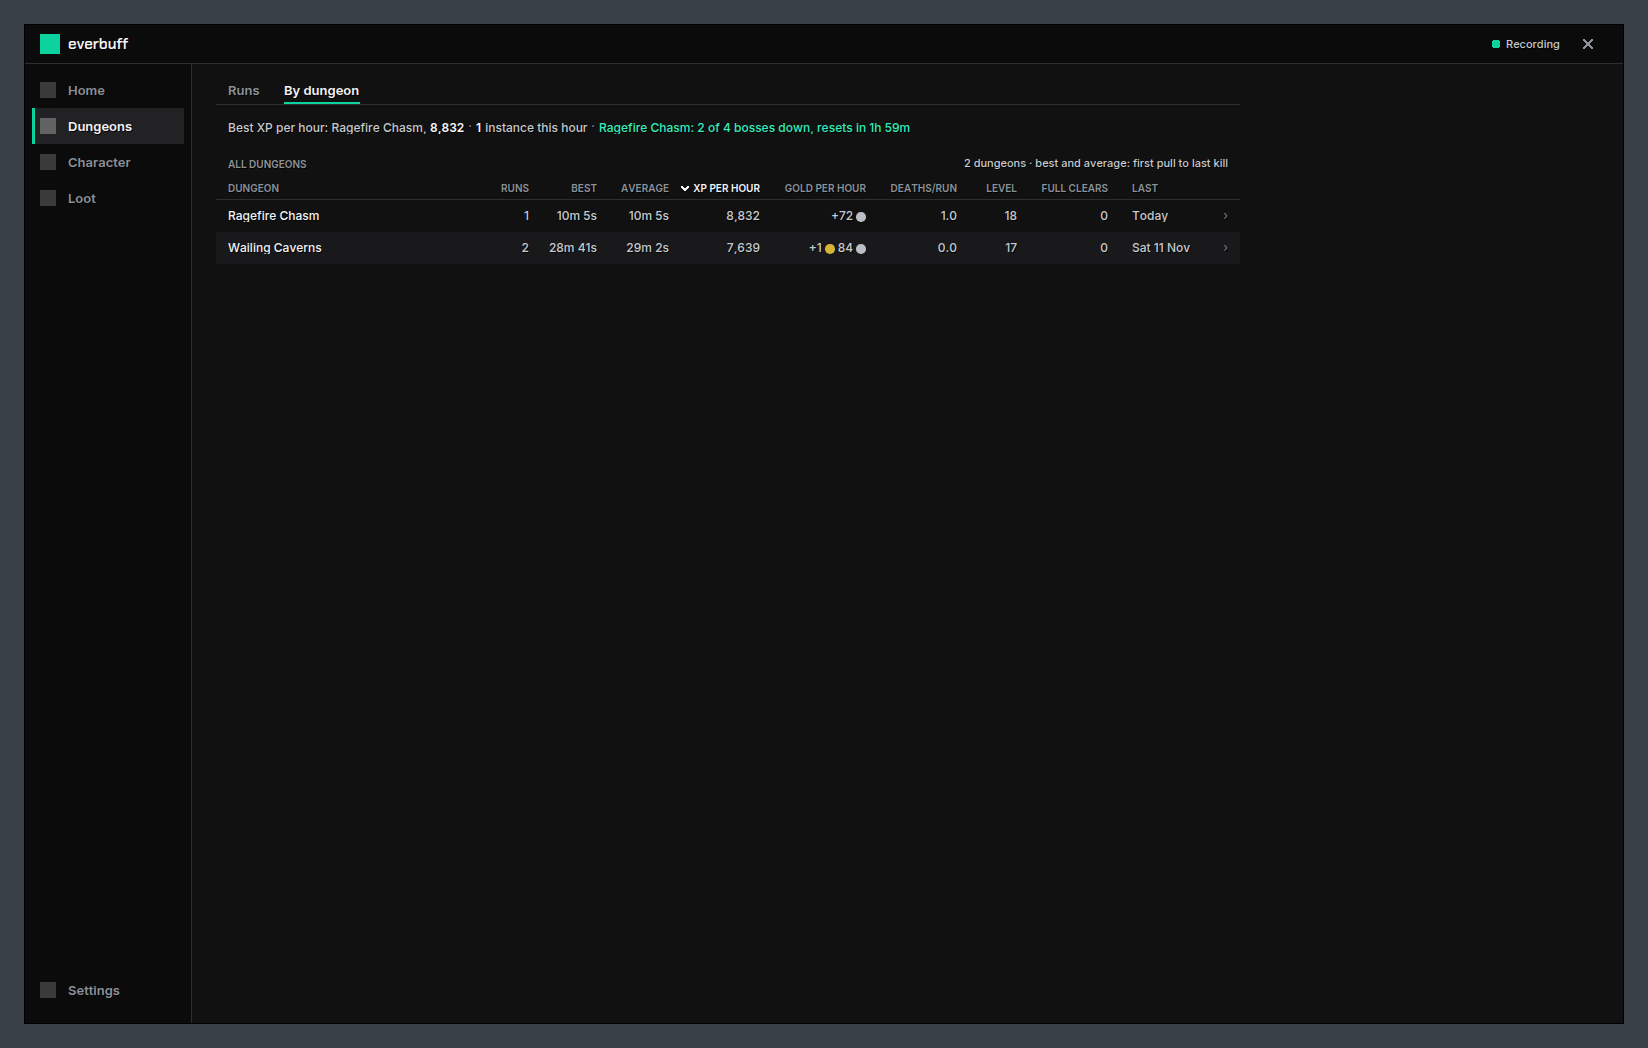 everbuff
Recording
Home
Dungeons
Character
Loot
Settings
Runs By dungeon
Best XP per hour: Ragefire Chasm, 8,832 · 1 instance this hour · Ragefire Chasm: 2 of 4 bosses down, resets in 1h 59m
ALL DUNGEONS 2 dungeons · best and average: first pull to last kill
DUNGEON RUNS BEST AVERAGE XP PER HOUR GOLD PER HOUR DEATHS/RUN LEVEL FULL CLEARS LAST
Ragefire Chasm 1 10m 5s 10m 5s 8,832 +72 1.0 18 0 Today ›
Wailing Caverns 2 28m 41s 29m 2s 7,639 +1 84 0.0 17 0 Sat 11 Nov ›